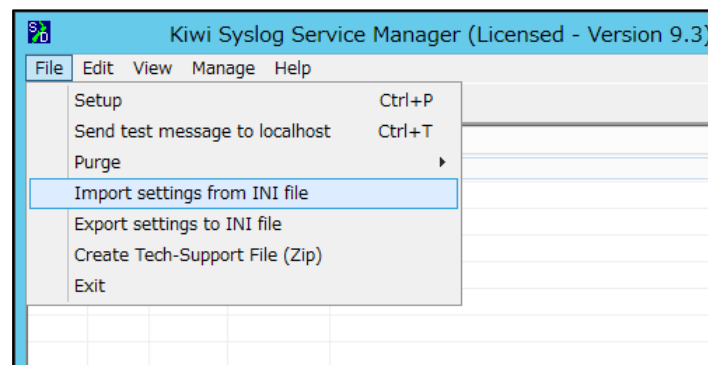 Kiwi Syslog Service Manager (Licensed - Version 9.3)
File Edit View Manage Help
Setup Ctrl+P
Send test message to localhost Ctrl+T
Purge
Import settings from INI file
Export settings to INI file
Create Tech-Support File (Zip)
Exit